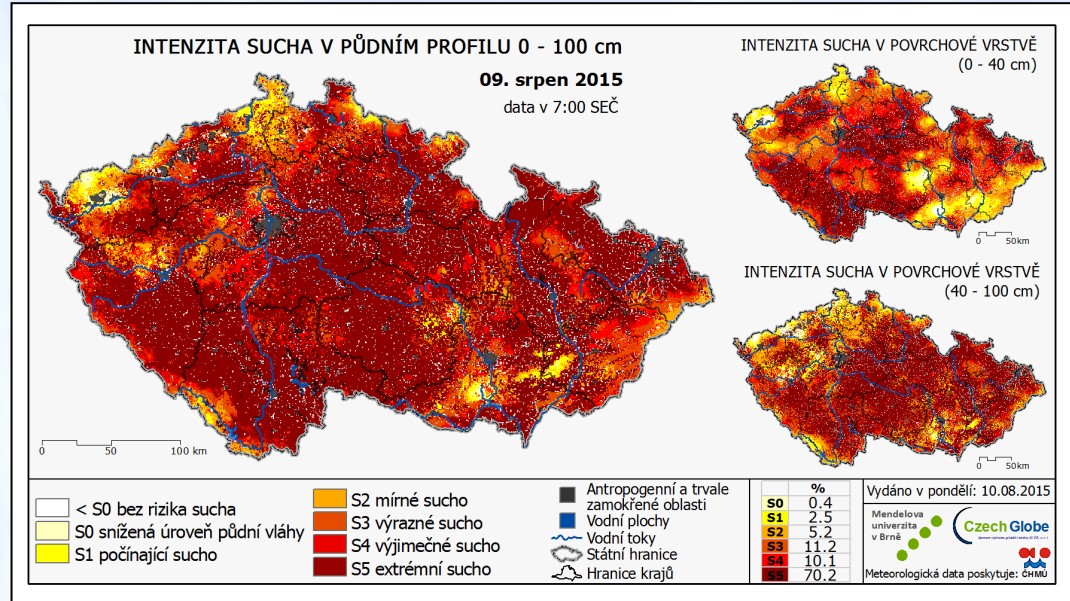 INTENZITA SUCHA V PŮDNÍM PROFILU 0 - 100 cm
09. srpen 2015
data v 7:00 SEČ
INTENZITA SUCHA V POVRCHOVÉ VRSTVĚ
(0 - 40 cm)
0 50km
INTENZITA SUCHA V POVRCHOVÉ VRSTVĚ
(40 - 100 cm)
0 50km
0 50 100 km
< S0 bez rizika sucha
S0 snížená úroveň půdní vláhy
S1 počínající sucho
S2 mírné sucho
S3 výrazné sucho
S4 výjimečné sucho
S5 extrémní sucho
Antropogenní a trvale
zamokřené oblasti
Vodní plochy
Vodní toky
Státní hranice
Hranice krajů
%
S0 0.4
S1 2.5
S2 5.2
S3 11.2
S4 10.1
S5 70.2
Vydáno v pondělí: 10.08.2015
Mendelova
univerzita
v Brně
CzechGlobe
Meteorologická data poskytuje: ČHMÚ